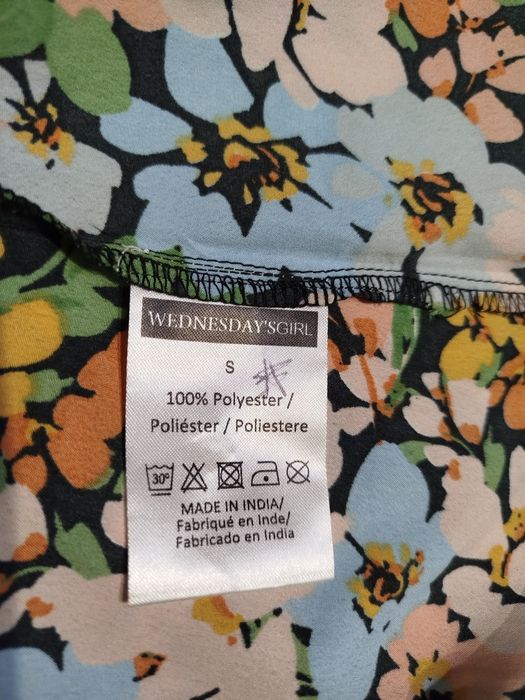 WEDNESDAY'SGIRL
S
100% Polyester /
Poliéster / Poliestere
30°
MADE IN INDIA/
Fabriqué en Inde/
Fabricado en India